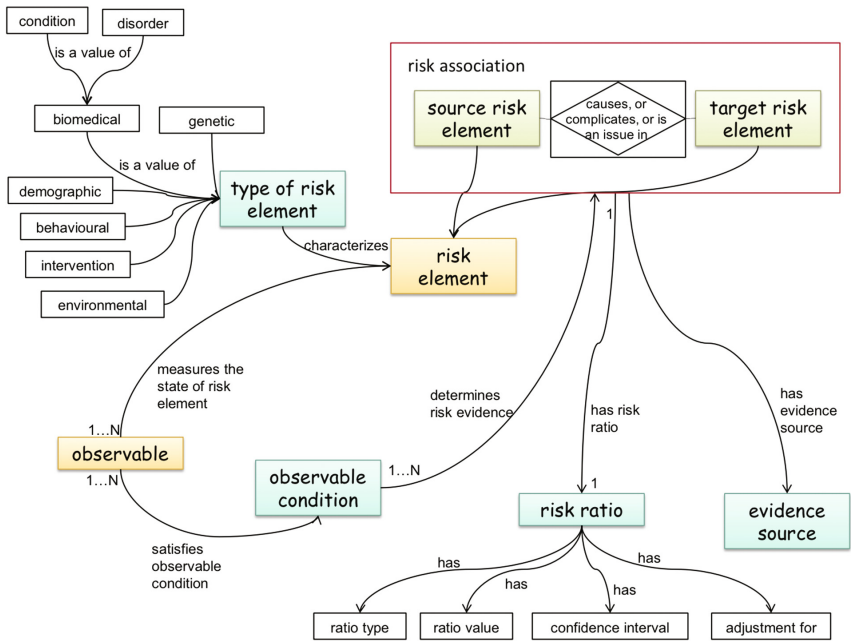 condition
disorder
is a value of
biomedical
genetic
is a value of
demographic
behavioural
intervention
environmental
type of risk
element
characterizes
risk association
source risk
element
causes, or
complicates, or is
an issue in
target risk
element
1
risk
element
measures the
state of risk
element
1...N
observable
1...N
satisfies
observable
condition
observable
condition
1...N
determines
risk evidence
has risk
ratio
1
risk ratio
has
evidence
source
evidence
source
has
has
has
has
ratio type
ratio value
confidence interval
adjustment for